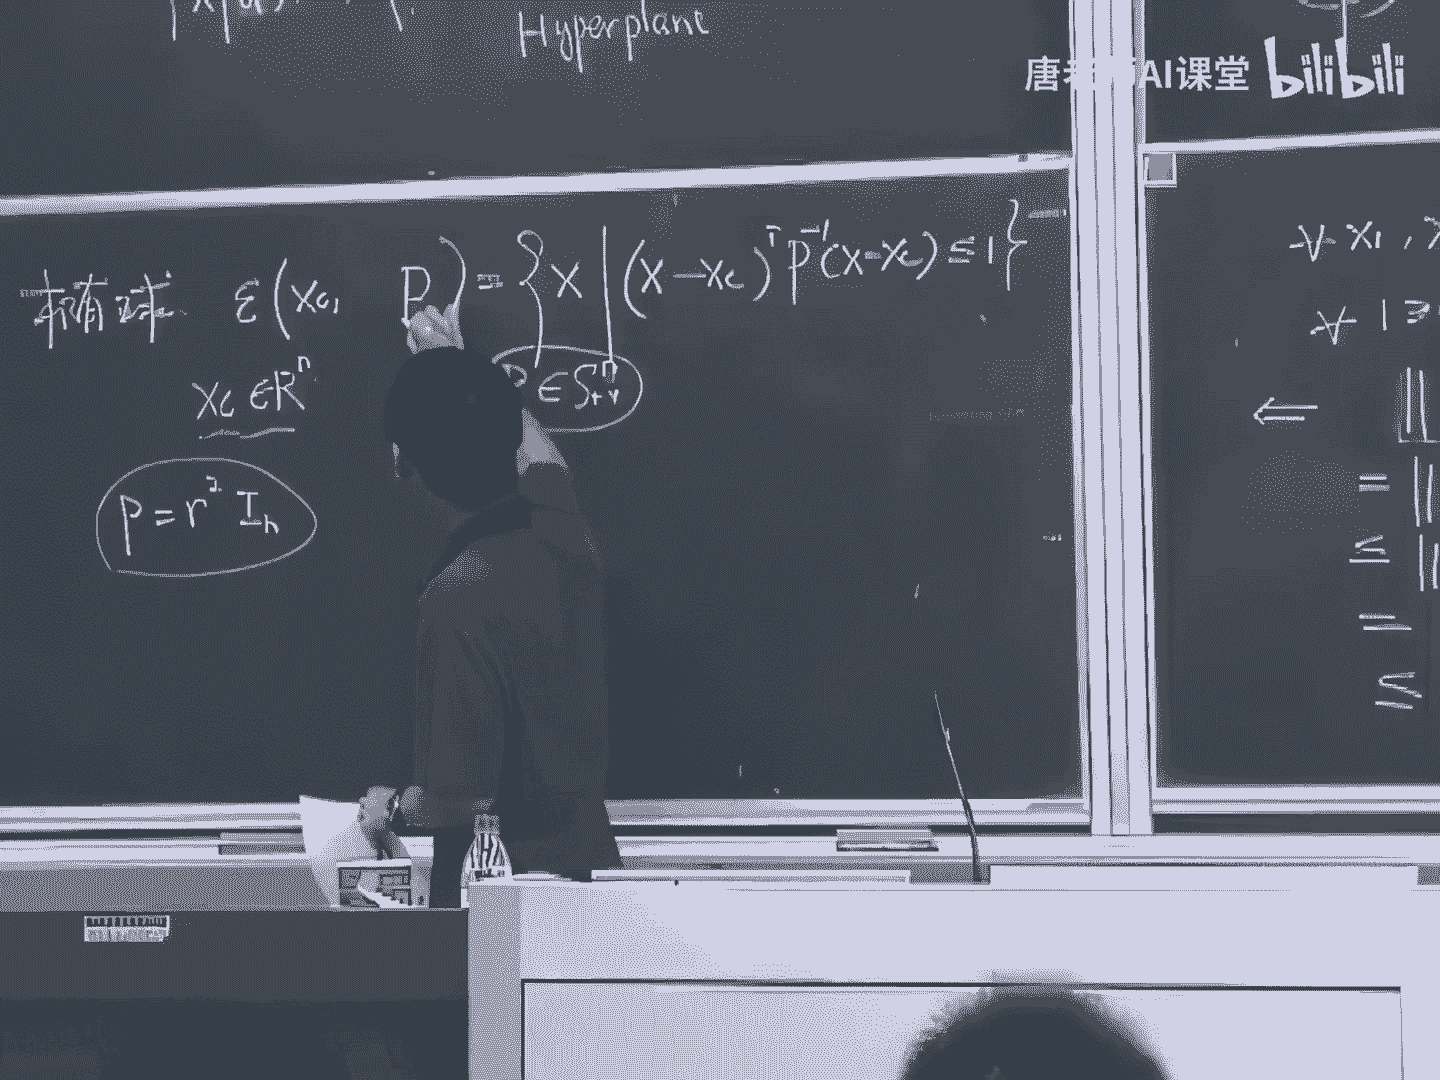 Hyperplane
唐 AI课堂 bilibili
椭球 ε(xc, P) = {x | (x-xc)ᵀ P⁻¹(x-xc) ≤ 1}
xc ∈ Rⁿ P ∈ S₊₊ⁿ
P = r² Iₙ
∀ x₁,
∀ 1 ≥
⇐ ||
= ||
≤ ||
=
≤